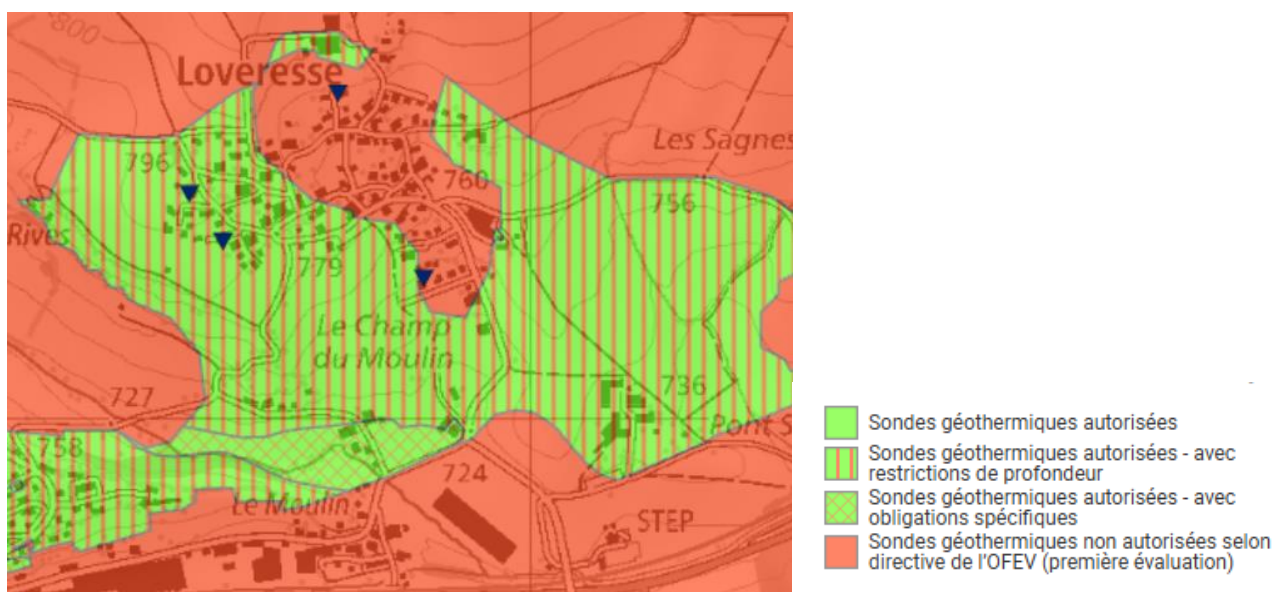 800
Loveresse
Les Sagnes
796
760
756
Rives
779
Le Champ
du Moulin
727
736
Pont S
758
724
Le Moulin
STEP
Sondes géothermiques autorisées
Sondes géothermiques autorisées - avec
restrictions de profondeur
Sondes géothermiques autorisées - avec
obligations spécifiques
Sondes géothermiques non autorisées selon
directive de l'OFEV (première évaluation)